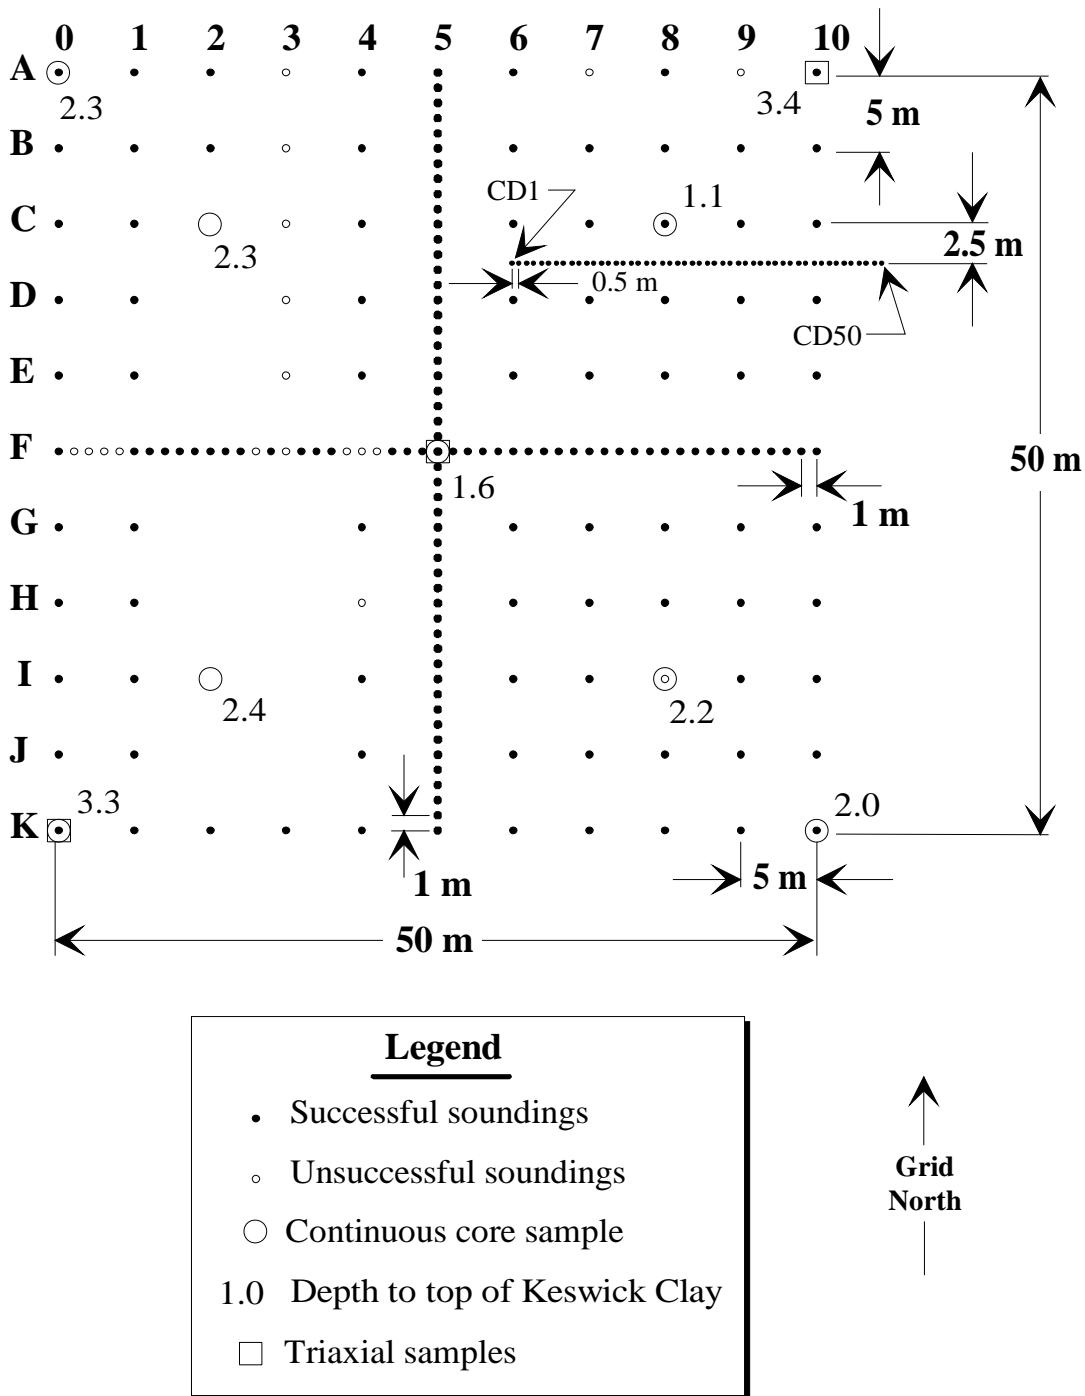 0 1 2 3 4 5 6 7 8 9 10
A
2.3
3.4
5 m
B
CD1
1.1
C
2.3
2.5 m
0.5 m
D
CD50
E
F
50 m
1.6
1 m
G
H
I
2.4
2.2
J
3.3
2.0
K
1 m
5 m
50 m
Legend
Successful soundings
Unsuccessful soundings
Continuous core sample
1.0 Depth to top of Keswick Clay
Triaxial samples
Grid
North